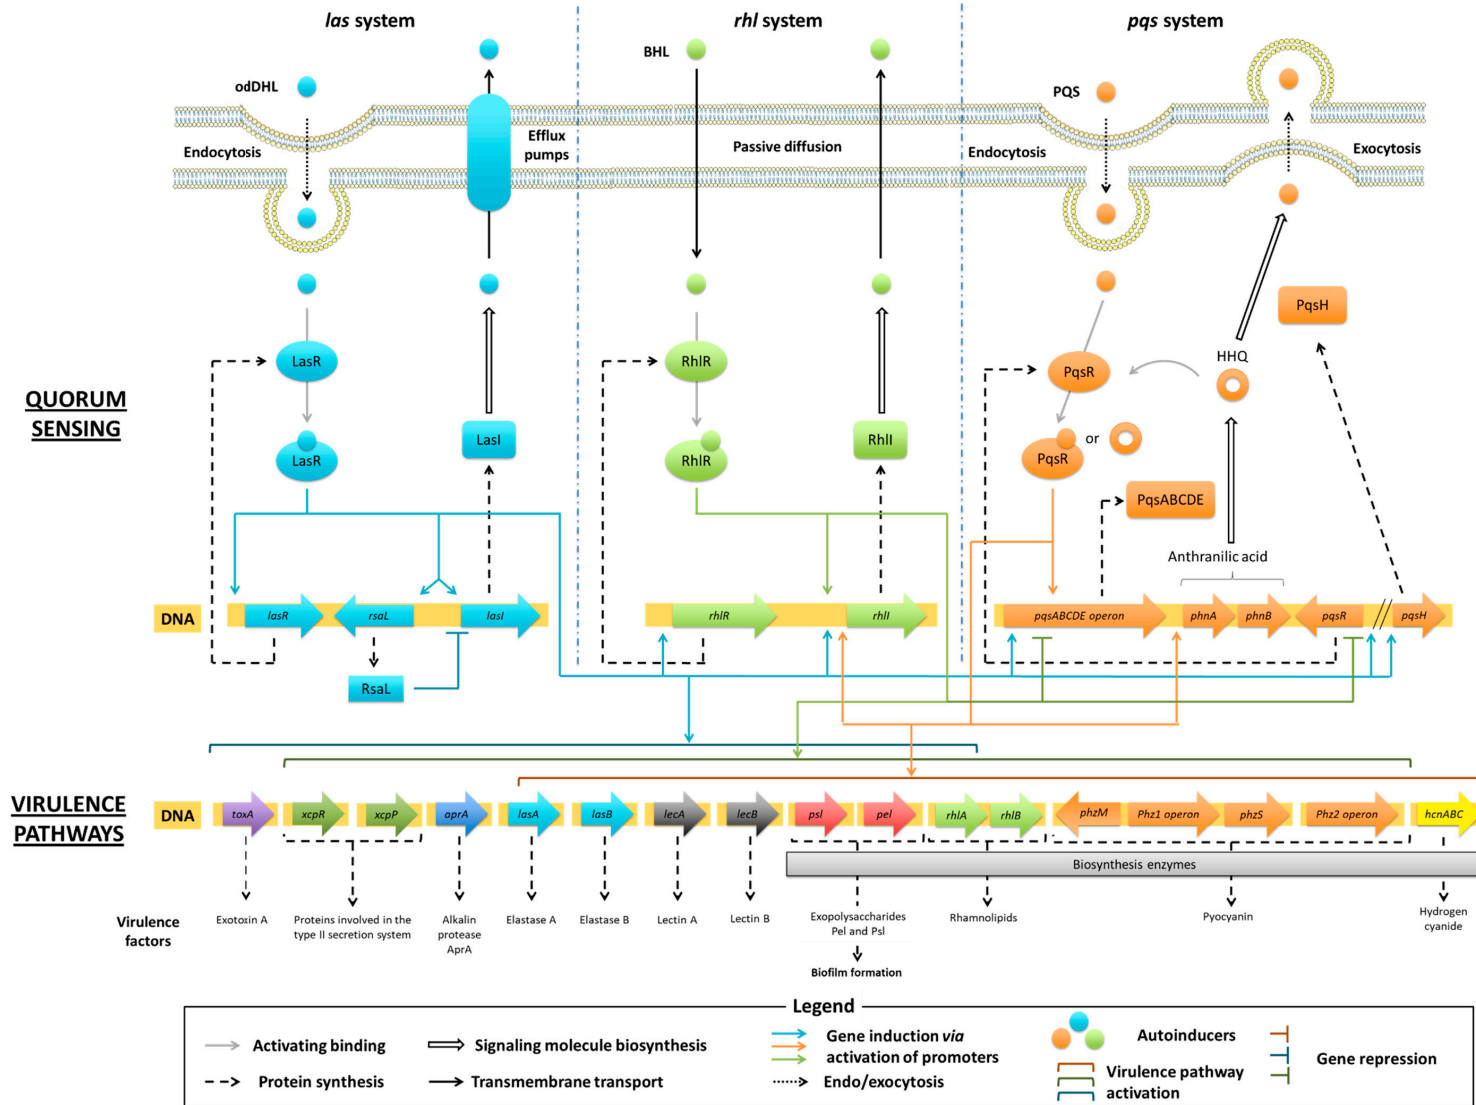 las system
rhl system
pqs system
odDHL
BHL
PQS
Endocytosis
Efflux
pumps
Passive diffusion
Endocytosis
Exocytosis
QUORUM
SENSING
LasR
LasR
LasI
RhlR
RhlR
RhlI
PqsR
PqsR
or
HHQ
PqsH
PqsABCDE
Anthranilic acid
DNA
lasR
rsaL
lasI
rhlR
rhlI
pqsABCDE operon
phnA
phnB
pqsR
pqsH
RsaL
VIRULENCE
PATHWAYS
DNA
toxA
xcpR
xcpP
aprA
lasA
lasB
lecA
lecB
psl
pel
rhlA
rhlB
phzM
Phz1 operon
phzS
Phz2 operon
hcnABC
Biosynthesis enzymes
Virulence
factors
Exotoxin A
Proteins involved in the
type II secretion system
Alkalin
protease
AprA
Elastase A
Elastase B
Lectin A
Lectin B
Exopolysaccharides
Pel and Psl
Biofilm formation
Rhamnolipids
Pyocyanin
Hydrogen
cyanide
Legend
Activating binding
Protein synthesis
Signaling molecule biosynthesis
Transmembrane transport
Gene induction via
activation of promoters
Endo/exocytosis
Autoinducers
Virulence pathway
activation
Gene repression